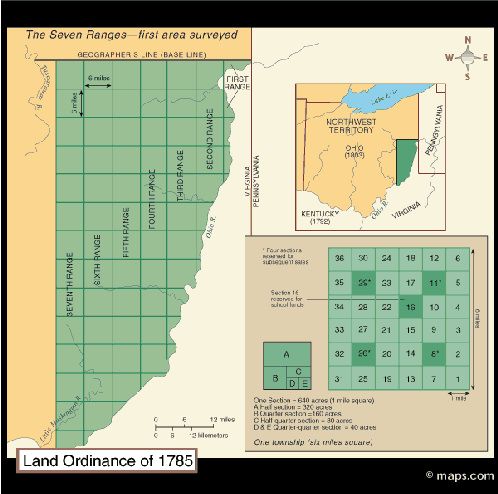 The Seven Ranges—first area surveyed
GEOGRAPHER'S LINE (BASE LINE)
6 miles
FIRST
RANGE
SECOND RANGE
THIRD RANGE
FOURTH RANGE
FIFTH RANGE
SIXTH RANGE
SEVENTH RANGE
Ohio R.
VIRGINIA
PENNSYLVANIA
0 6 12 miles
0 6 12 kilometers
N
W E
S
NORTHWEST
TERRITORY
OHIO
PENNSYLVANIA
VIRGINIA
Ohio R.
KENTUCKY
(1792)
* Four sections
reserved for
subsequent sales
Section 16
reserved for
school lands
36 30 24 18 12 6
35 29* 23 17 11* 5
34 28 22 16 10 4
33 27 21 15 9 3
32 26* 20 14 8* 2
31 25 19 13 7 1
6 miles
1 mile
A
B C
D E
One Section = 640 acres (1 mile square)
A Half section = 320 acres
B Quarter section =160 acres
C Half-quarter section = 80 acres
D & E Quarter-quarter section = 40 acres
One township (six miles square)
Land Ordinance of 1785
© maps.com